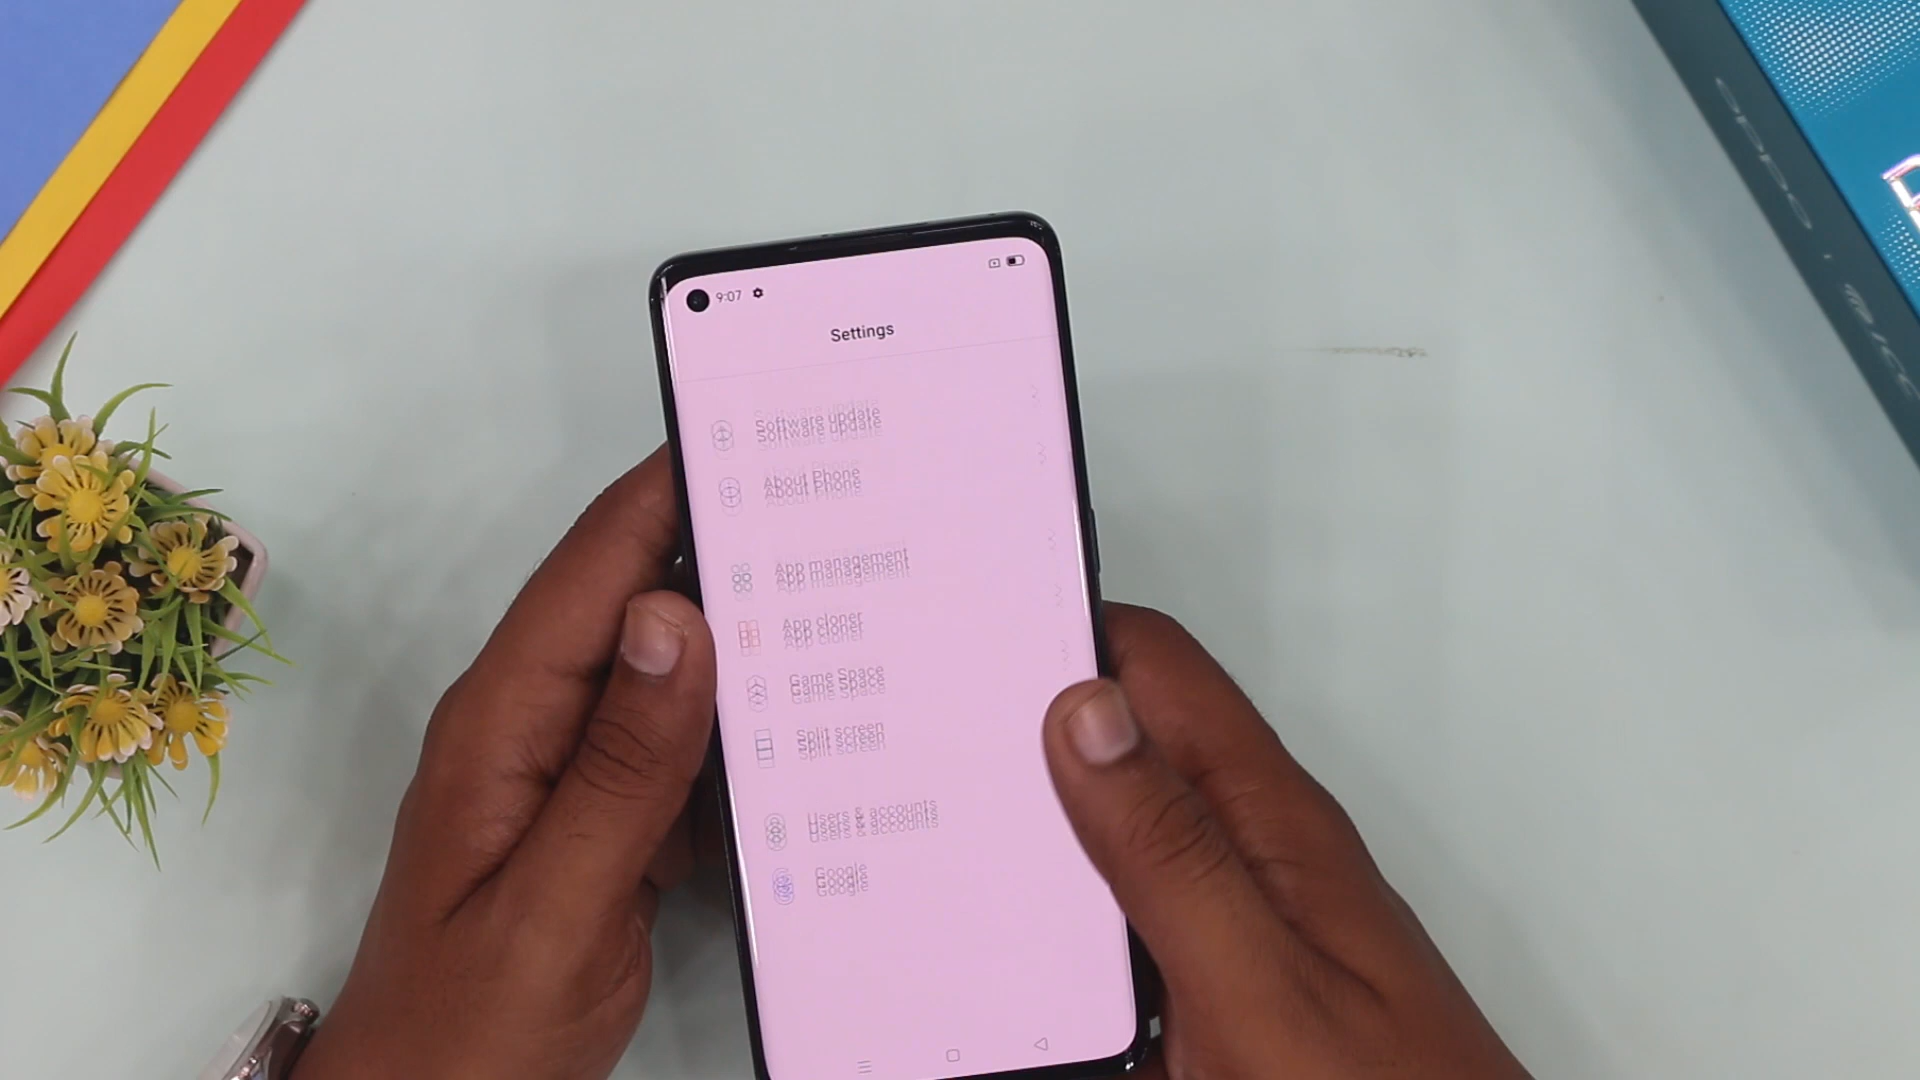 9:07
Settings
Software update
About Phone
App management
App cloner
Game Space
Split screen
Users & accounts
Google